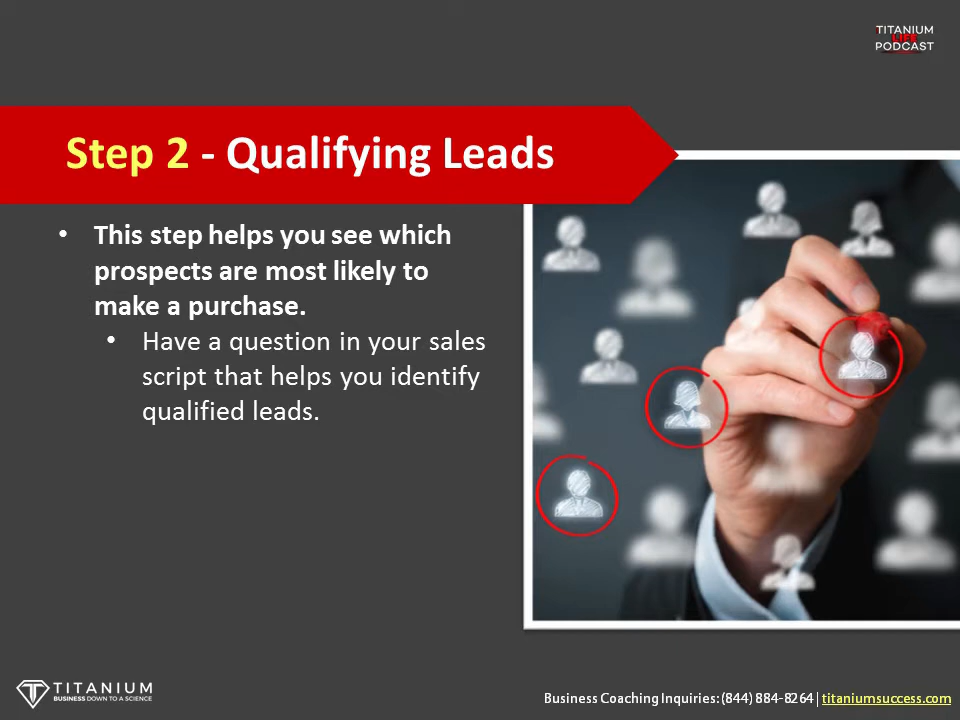 TITANIUM
LIFE
PODCAST
Step 2 - Qualifying Leads
• This step helps you see which
prospects are most likely to
make a purchase.
• Have a question in your sales
script that helps you identify
qualified leads.
TITANIUM
BUSINESS DOWN TO A SCIENCE
Business Coaching Inquiries: (844) 884-8264 | titaniumsuccess.com